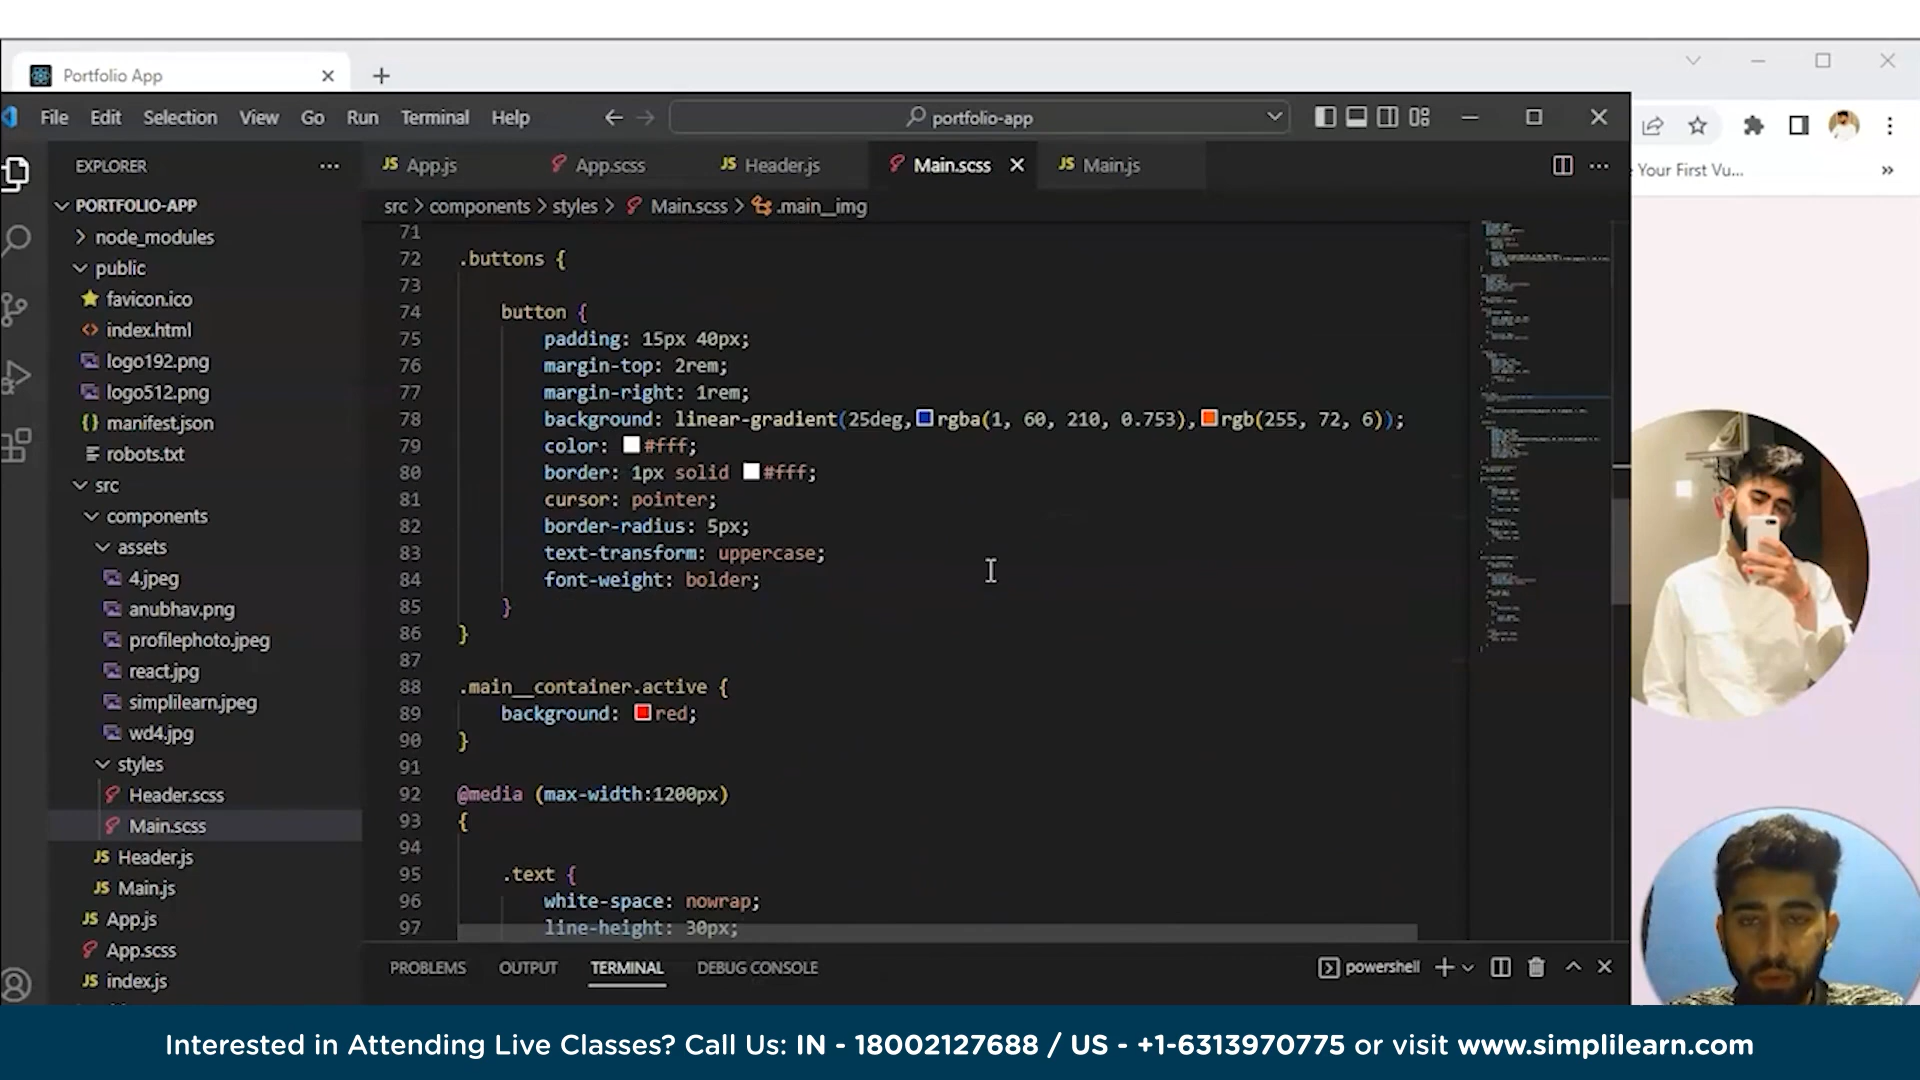 Portfolio App
File Edit Selection View Go Run Terminal Help
portfolio-app
Your First Vu...
EXPLORER
JS App.js
App.scss
JS Header.js
Main.scss
JS Main.js
src > components > styles > Main.scss > .main__img
PORTFOLIO-APP
node_modules
public
favicon.ico
index.html
logo192.png
logo512.png
manifest.json
robots.txt
src
components
assets
4.jpeg
anubhav.png
profilephoto.jpeg
react.jpg
simplilearn.jpeg
wd4.jpg
styles
Header.scss
Main.scss
JS Header.js
JS Main.js
JS App.js
App.scss
JS index.js
71
72 .buttons {
73
74 button {
75 padding: 15px 40px;
76 margin-top: 2rem;
77 margin-right: 1rem;
78 background: linear-gradient(25deg, rgba(1, 60, 210, 0.753), rgb(255, 72, 6));
79 color: #fff;
80 border: 1px solid #fff;
81 cursor: pointer;
82 border-radius: 5px;
83 text-transform: uppercase;
84 font-weight: bolder;
85 }
86 }
87
88 .main__container.active {
89 background: red;
90 }
91
92 @media (max-width:1200px)
93 {
94
95 .text {
96 white-space: nowrap;
97 line-height: 30px;
PROBLEMS OUTPUT TERMINAL DEBUG CONSOLE
powershell
Interested in Attending Live Classes? Call Us: IN - 18002127688 / US - +1-6313970775 or visit www.simplilearn.com